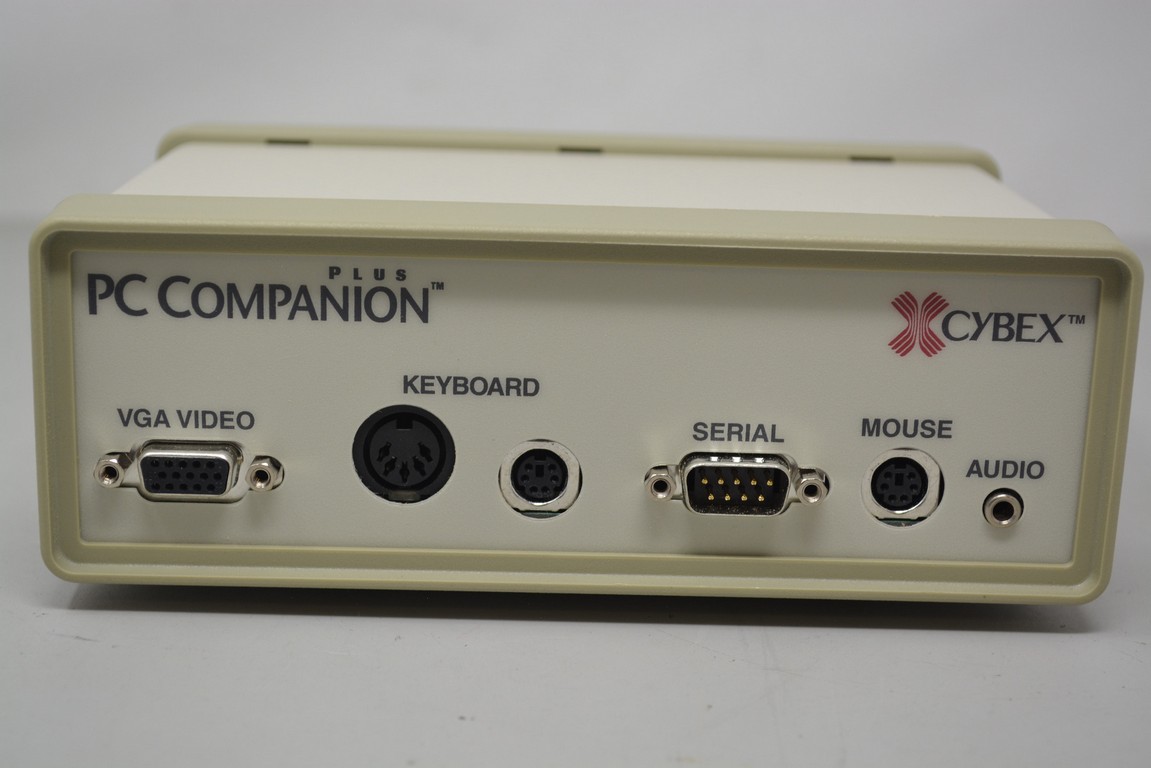 PLUS
PC COMPANION™
CYBEX™
KEYBOARD
VGA VIDEO
SERIAL
MOUSE
AUDIO